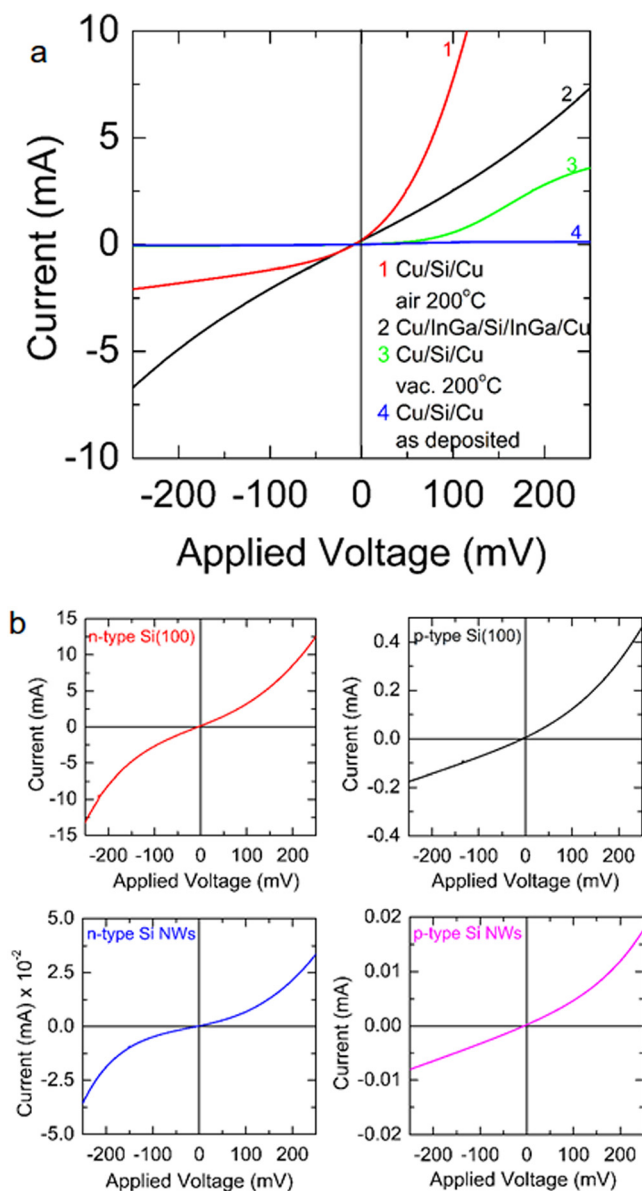 a
10
5
0
-5
-10
Current (mA)
1
2
3
4
1 Cu/Si/Cu
air 200°C
2 Cu/InGa/Si/InGa/Cu
3 Cu/Si/Cu
vac. 200°C
4 Cu/Si/Cu
as deposited
-200 -100 0 100 200
Applied Voltage (mV)
b
n-type Si(100)
15
10
5
0
-5
-10
-15
Current (mA)
-200 -100 0 100 200
Applied Voltage (mV)
p-type Si(100)
0.4
0.2
0.0
-0.2
-0.4
Current (mA)
-200 -100 0 100 200
Applied Voltage (mV)
n-type Si NWs
5.0
2.5
0.0
-2.5
-5.0
Current (mA) x 10⁻²
-200 -100 0 100 200
Applied Voltage (mV)
p-type Si NWs
0.02
0.01
0.00
-0.01
-0.02
Current (mA)
-200 -100 0 100 200
Applied Voltage (mV)